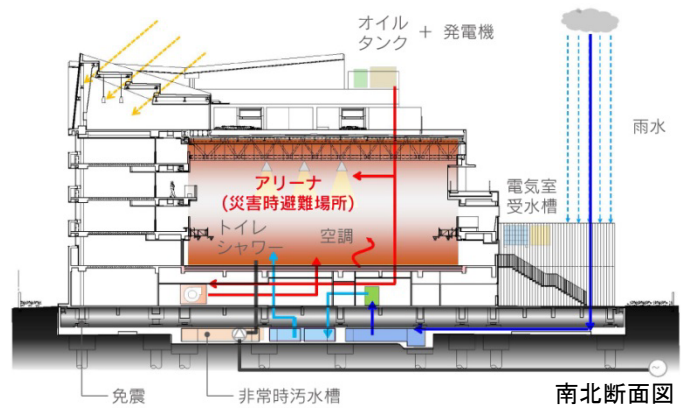 オイル
タンク + 発電機
雨水
アリーナ
(災害時避難場所)
電気室
受水槽
トイレ
シャワー
空調
免震
非常時汚水槽
南北断面図